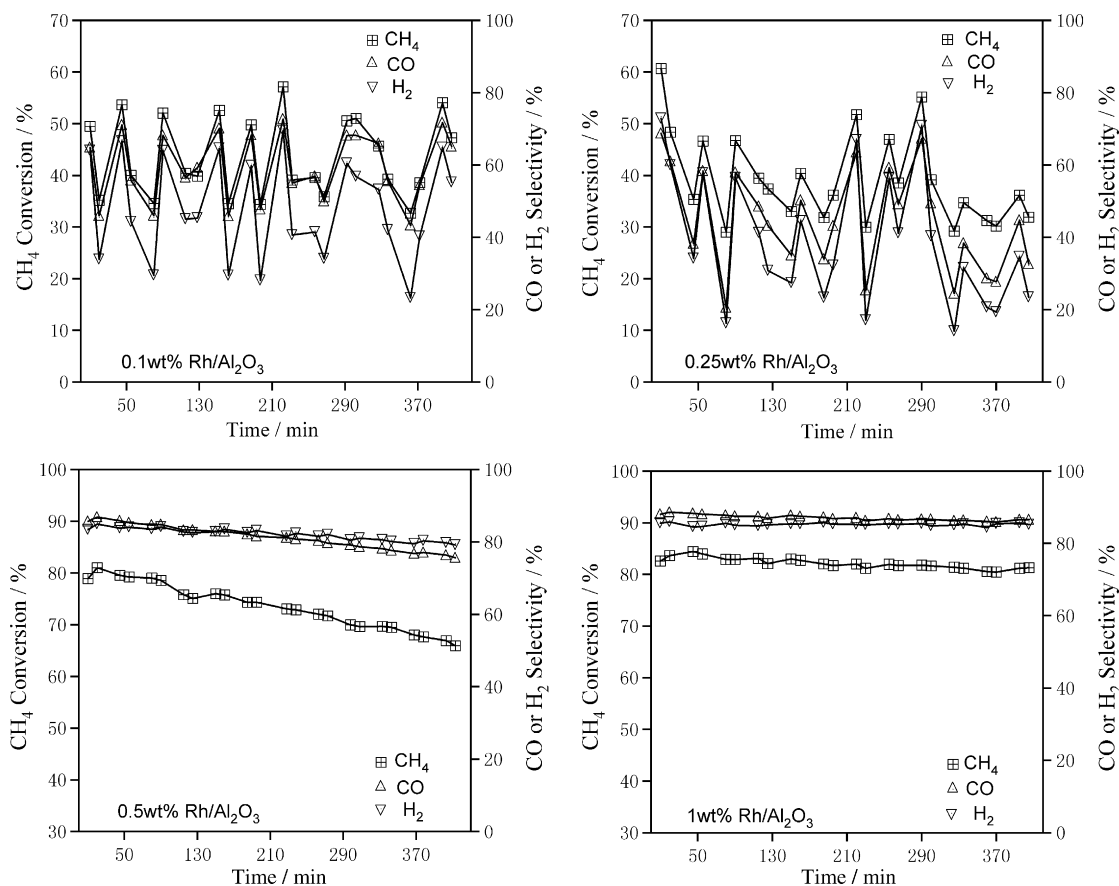 70
60
50
40
30
20
10
0
100
80
60
40
20
0
50 130 210 290 370
CH₄ Conversion / %
CO or H₂ Selectivity / %
Time / min
CH₄
CO
H₂
0.1wt% Rh/Al₂O₃
70
60
50
40
30
20
10
0
100
80
60
40
20
0
50 130 210 290 370
CH₄ Conversion / %
CO or H₂ Selectivity / %
Time / min
CH₄
CO
H₂
0.25wt% Rh/Al₂O₃
100
90
80
70
60
50
40
30
100
80
60
40
20
0
50 130 210 290 370
CH₄ Conversion / %
CO or H₂ Selectivity / %
Time / min
CH₄
CO
H₂
0.5wt% Rh/Al₂O₃
100
90
80
70
60
50
40
30
100
80
60
40
20
0
50 130 210 290 370
CH₄ Conversion / %
CO or H₂ Selectivity / %
Time / min
CH₄
CO
H₂
1wt% Rh/Al₂O₃